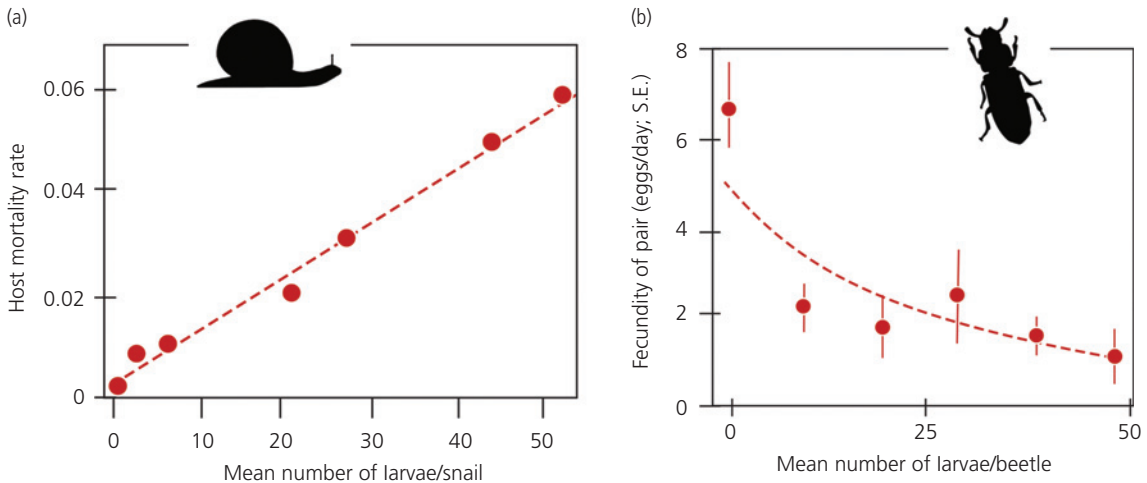 (a)
0.06
0.04
0.02
0
Host mortality rate
0 10 20 30 40 50
Mean number of larvae/snail
(b)
8
6
4
2
0
Fecundity of pair (eggs/day; S.E.)
0 25 50
Mean number of larvae/beetle